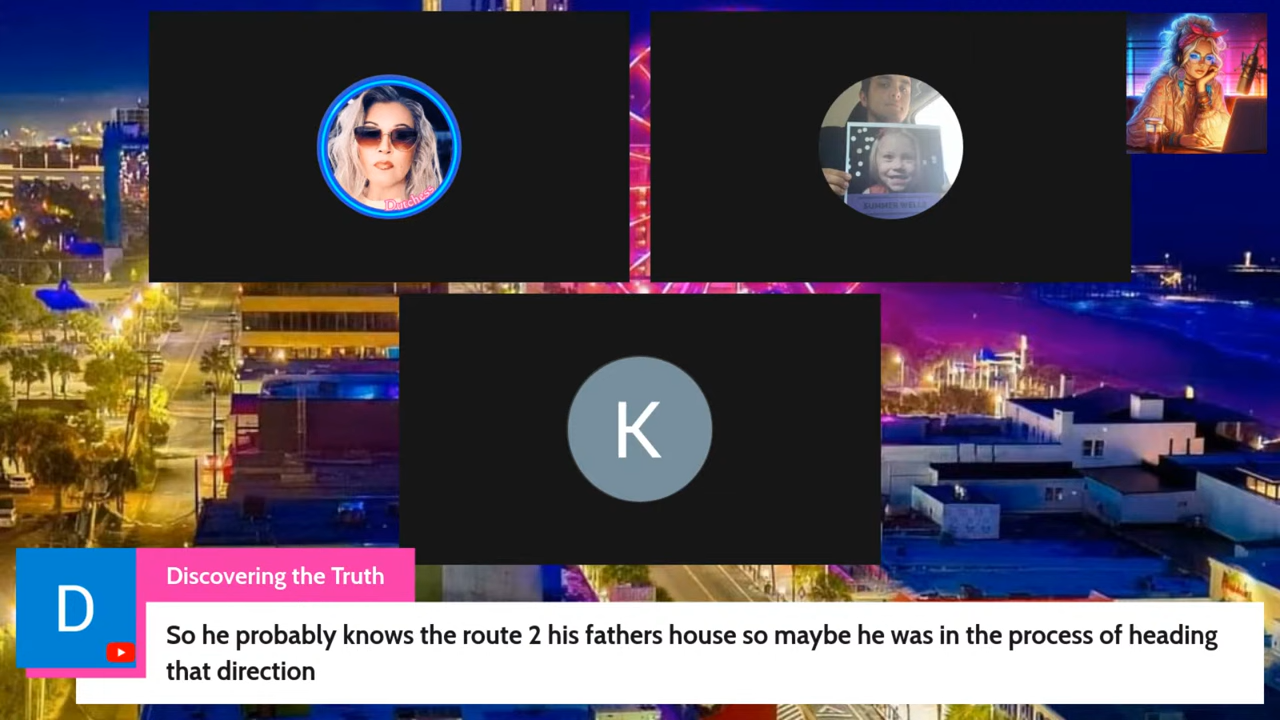 Dutchess
SUMMER WELLS
K
D
Discovering the Truth
So he probably knows the route 2 his fathers house so maybe he was in the process of heading
that direction